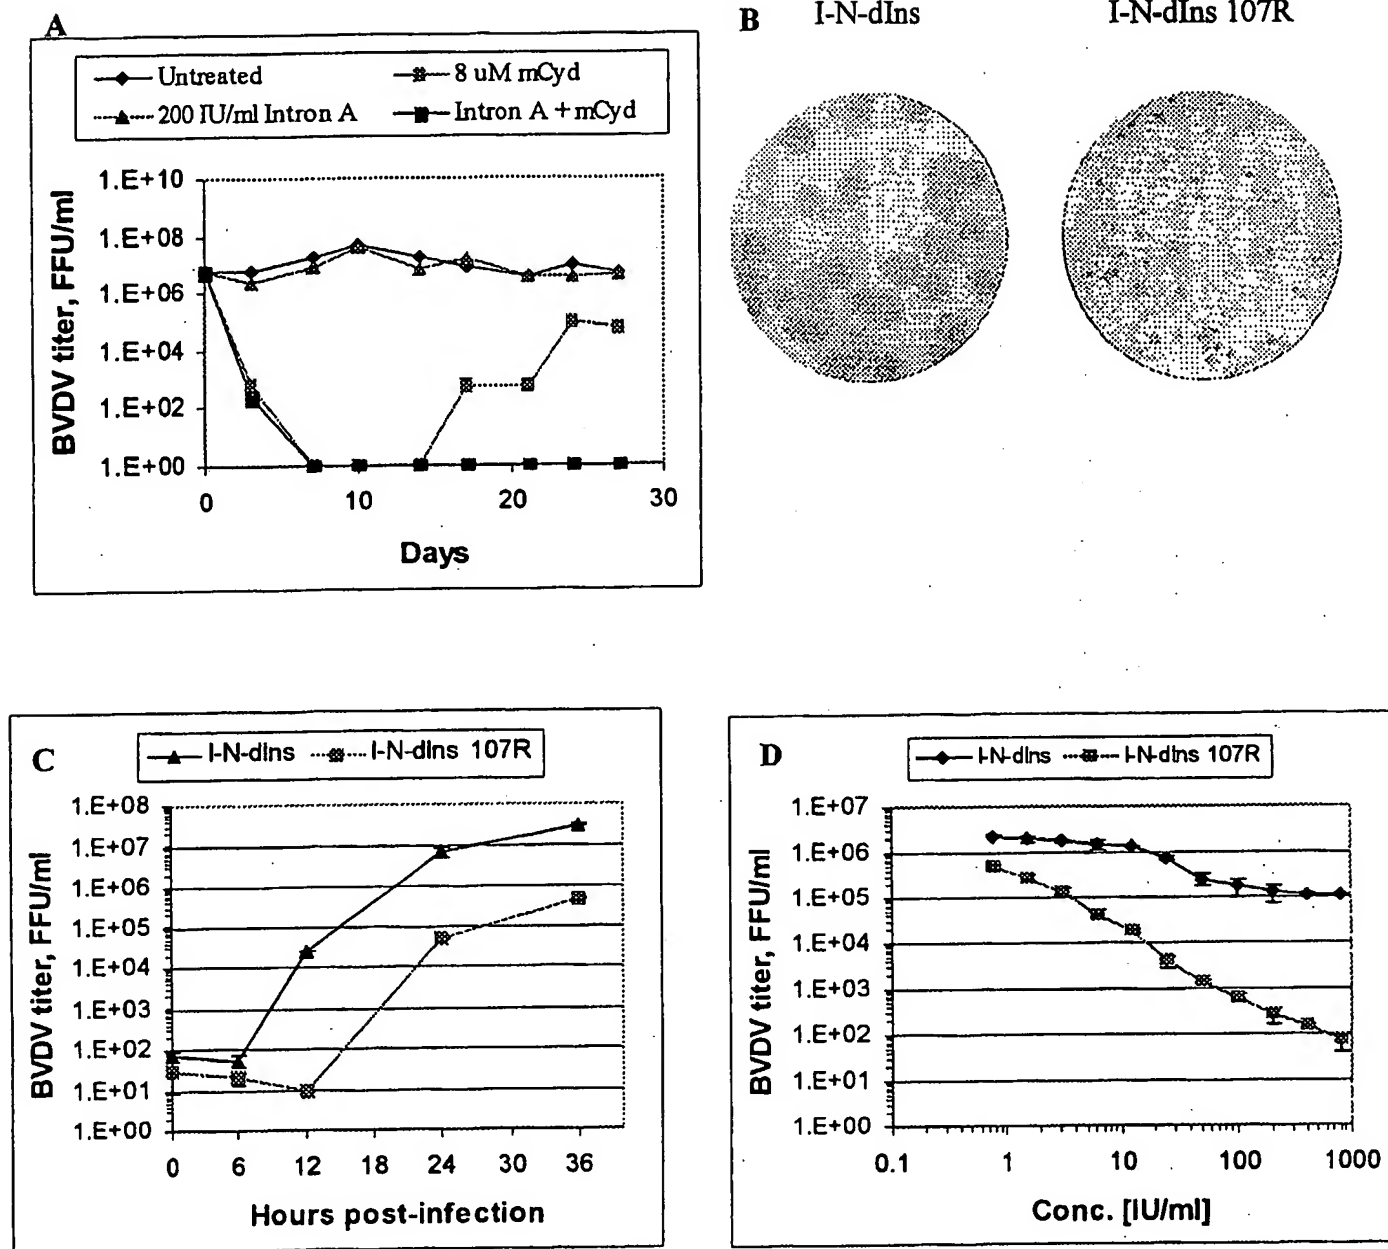 A
Untreated 8 uM mCyd
200 IU/ml Intron A Intron A + mCyd
BVDV titer, FFU/ml
1.E+10
1.E+08
1.E+06
1.E+04
1.E+02
1.E+00
0 10 20 30
Days
B I-N-dIns I-N-dIns 107R
C I-N-dIns I-N-dIns 107R
BVDV titer, FFU/ml
1.E+08
1.E+07
1.E+06
1.E+05
1.E+04
1.E+03
1.E+02
1.E+01
1.E+00
0 6 12 18 24 30 36
Hours post-infection
D I-N-dIns I-N-dIns 107R
BVDV titer, FFU/ml
1.E+07
1.E+06
1.E+05
1.E+04
1.E+03
1.E+02
1.E+01
1.E+00
0.1 1 10 100 1000
Conc. [IU/ml]